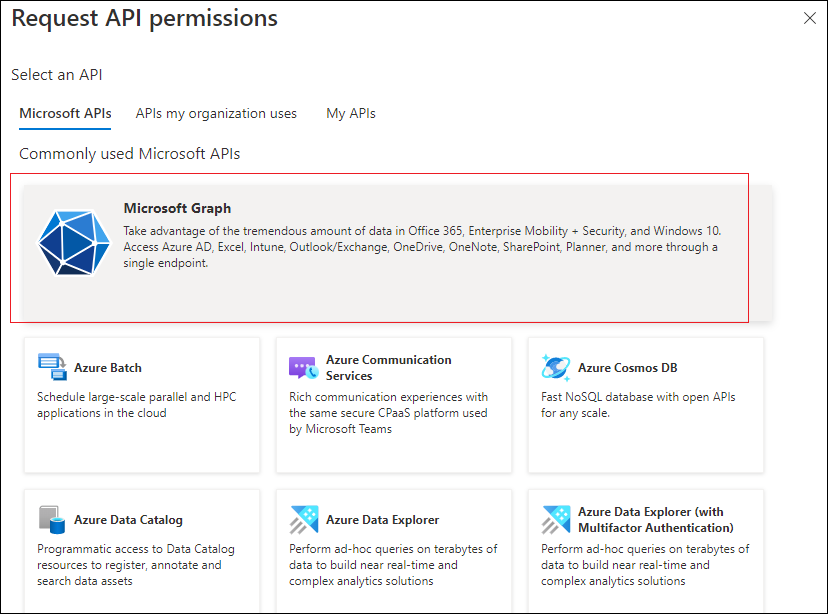 Request API permissions
Select an API
Microsoft APIs
APIs my organization uses
My APIs
Commonly used Microsoft APIs
Microsoft Graph
Take advantage of the tremendous amount of data in Office 365, Enterprise Mobility + Security, and Windows 10.
Access Azure AD, Excel, Intune, Outlook/Exchange, OneDrive, OneNote, SharePoint, Planner, and more through a
single endpoint.
Azure Batch
Schedule large-scale parallel and HPC
applications in the cloud
Azure Communication
Services
Rich communication experiences with
the same secure CPaaS platform used
by Microsoft Teams
Azure Cosmos DB
Fast NoSQL database with open APIs
for any scale.
Azure Data Catalog
Programmatic access to Data Catalog
resources to register, annotate and
search data assets
Azure Data Explorer
Perform ad-hoc queries on terabytes of
data to build near real-time and
complex analytics solutions
Azure Data Explorer (with
Multifactor Authentication)
Perform ad-hoc queries on terabytes of
data to build near real-time and
complex analytics solutions